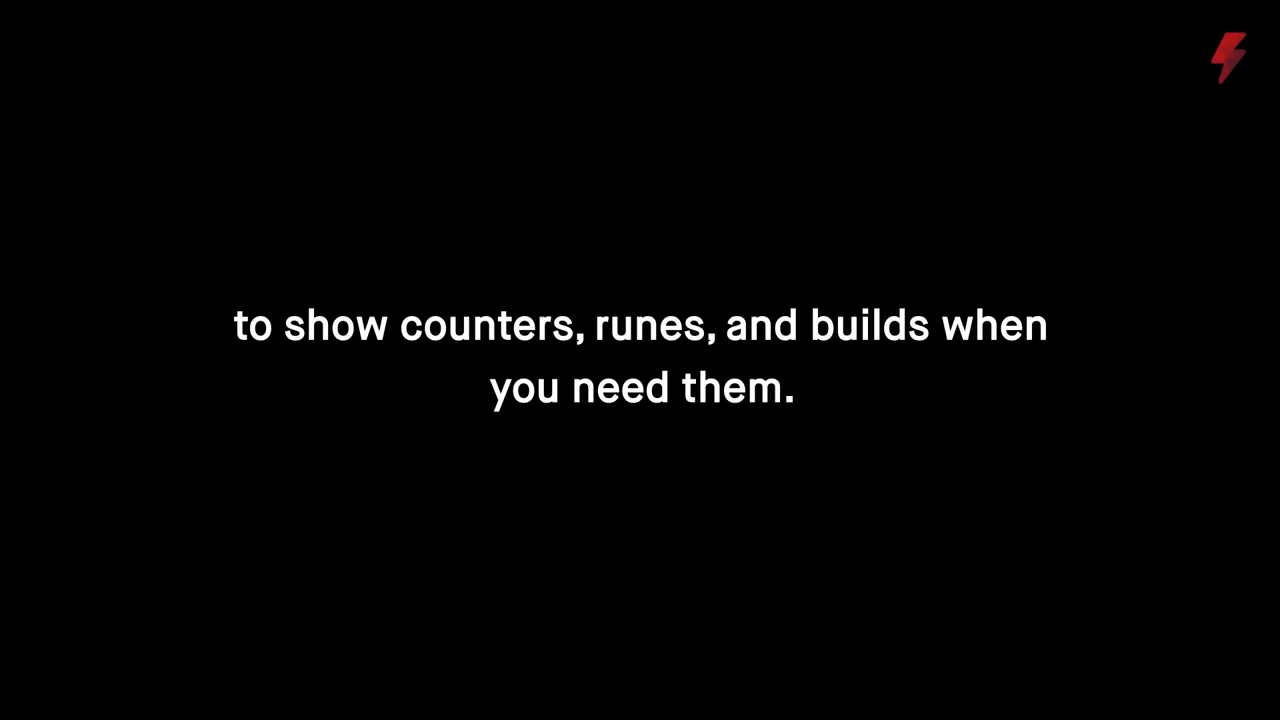 to show counters, runes, and builds when
you need them.